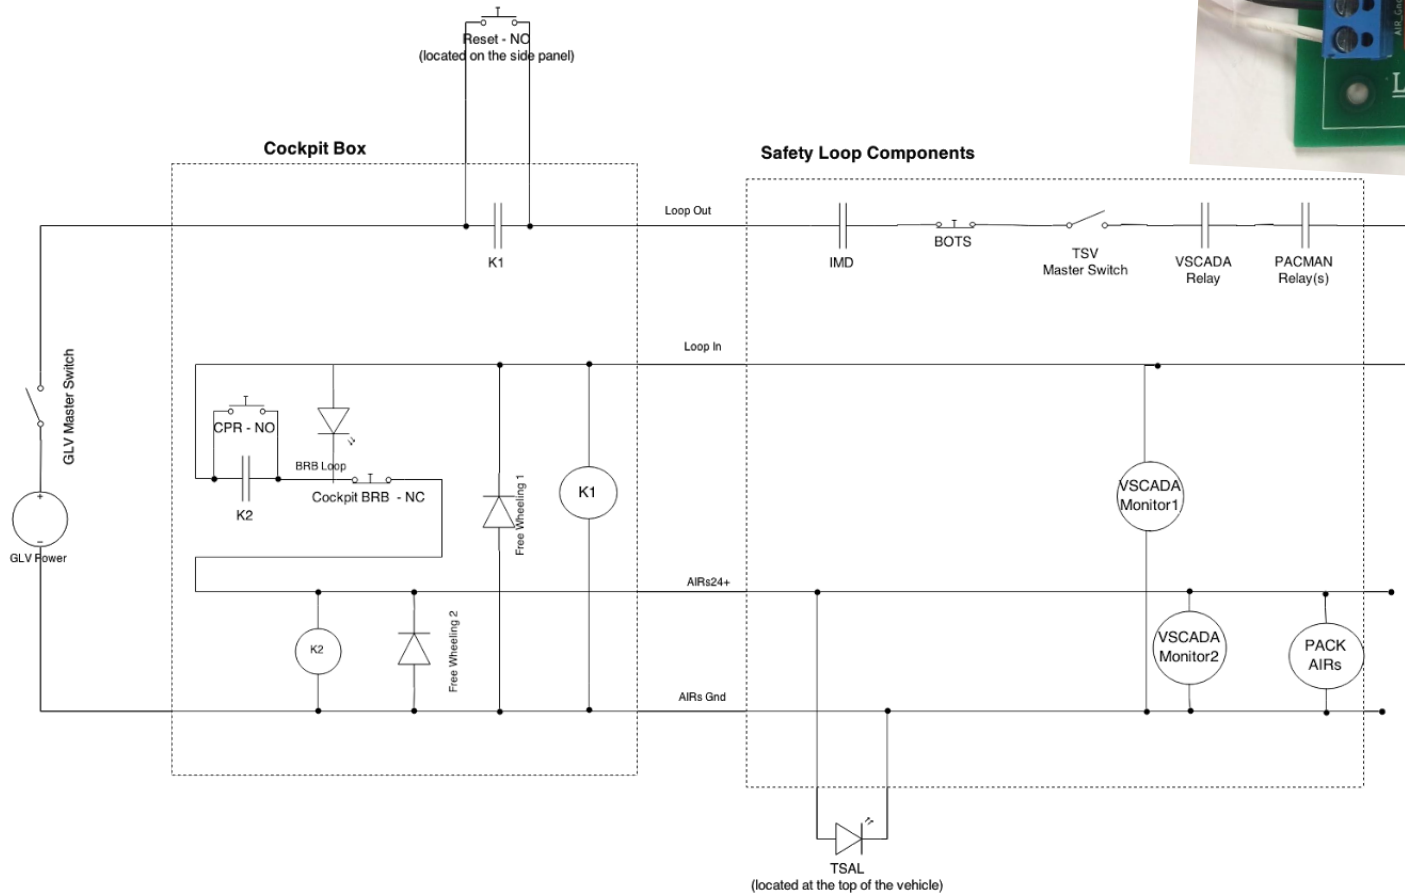 Reset - NO
(located on the side panel)
Cockpit Box
Safety Loop Components
AIR_Gnd
L
Loop Out
K1
IMD
BOTS
TSV
Master Switch
VSCADA
Relay
PACMAN
Relay(s)
Loop In
GLV Master Switch
CPR - NO
K2
BRB Loop
Cockpit BRB - NC
Free Wheeling 1
K1
VSCADA
Monitor1
+
−
GLV Power
AIRs24+
K2
Free Wheeling 2
VSCADA
Monitor2
PACK
AIRs
AIRs Gnd
TSAL
(located at the top of the vehicle)